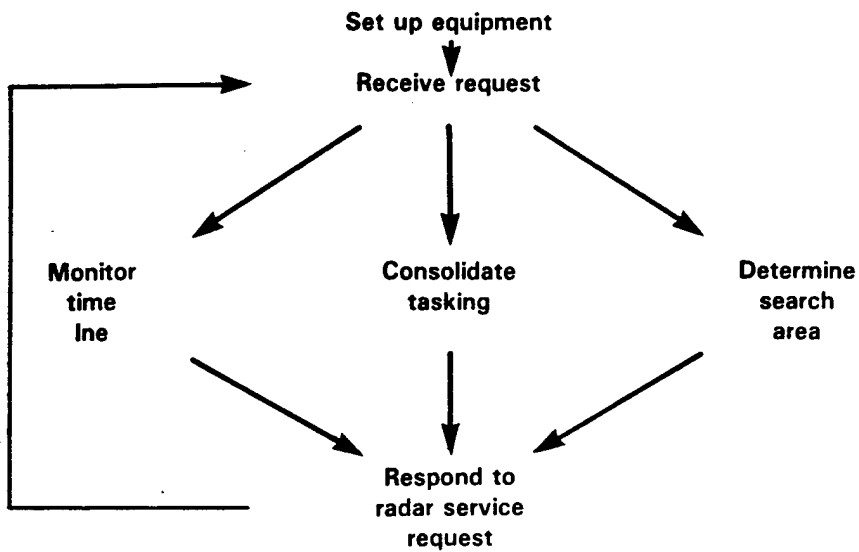 Set up equipment
Receive request
Monitor
time
lne
Consolidate
tasking
Determine
search
area
Respond to
radar service
request